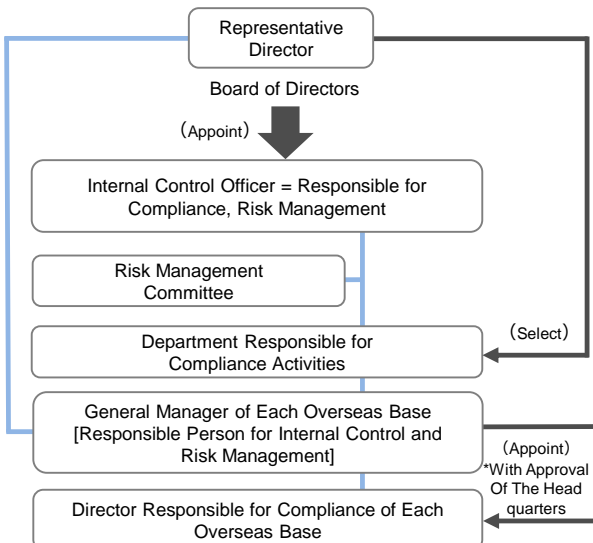 Representative
Director
Board of Directors
（Appoint）
Internal Control Officer = Responsible for
Compliance, Risk Management
Risk Management
Committee
（Select）
Department Responsible for
Compliance Activities
General Manager of Each Overseas Base
[Responsible Person for Internal Control and
Risk Management]
（Appoint）
*With Approval
Of The Head
quarters
Director Responsible for Compliance of Each
Overseas Base